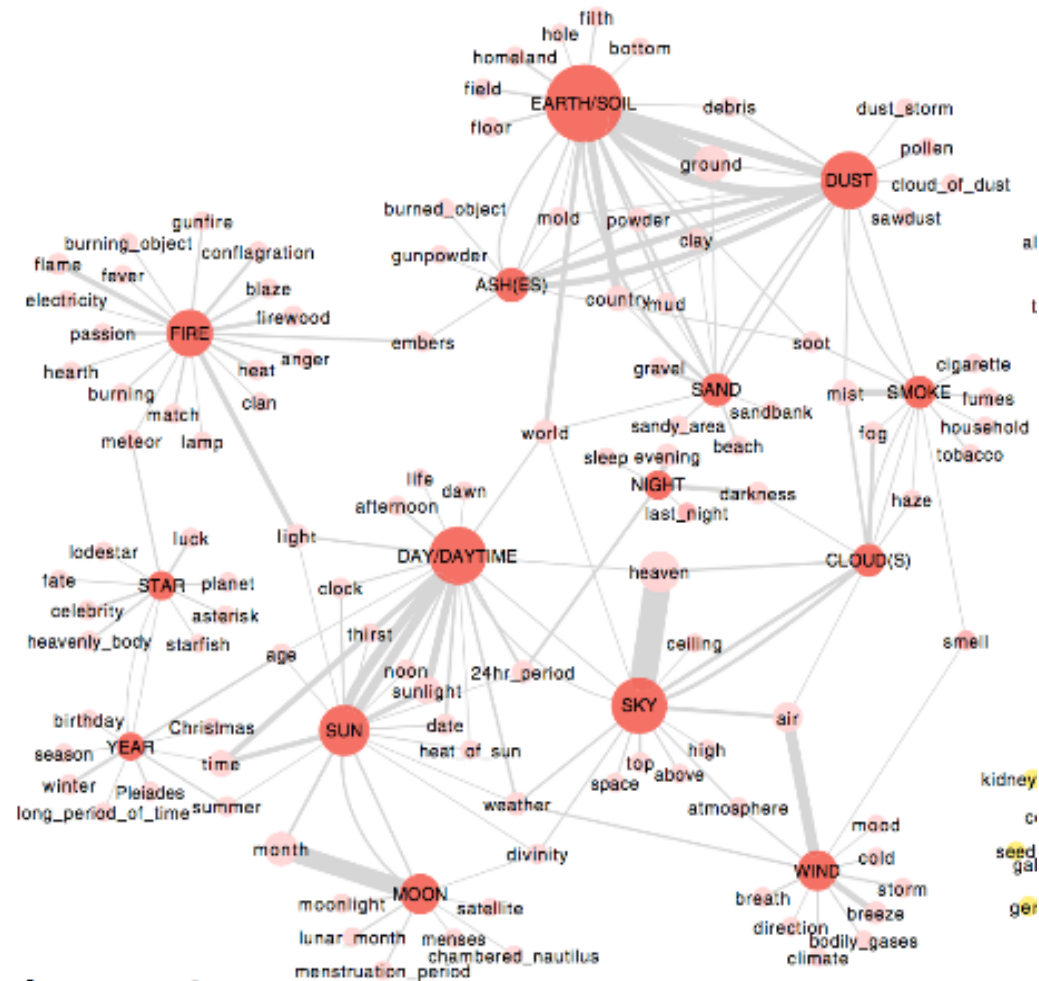 filth
hole
homeland
bottom
field
EARTH/SOIL
floor
debris
dust_storm
ground
pollen
DUST
cloud_of_dust
sawdust
burned_object
mold
powder
gunpowder
clay
ASH(ES)
country
mud
gunfire
burning_object
conflagration
flame
fever
blaze
electricity
firewood
passion
FIRE
embers
anger
hearth
heat
burning
clan
match
meteor
lamp
soot
gravel
cigarette
SAND
mist
SMOKE
fumes
sandbank
household
sandy_area
fog
world
beach
tobacco
sleep
evening
NIGHT
darkness
last_night
haze
life
dawn
afternoon
light
DAY/DAYTIME
heaven
CLOUD(S)
luck
lodestar
fate
STAR
planet
clock
celebrity
asterisk
heavenly_body
starfish
thirst
age
noon
sunlight
24hr_period
ceiling
smell
birthday
Christmas
SUN
date
SKY
air
season
YEAR
time
heat_of_sun
high
top
above
space
winter
Pleiades
long_period_of_time
summer
weather
atmosphere
mood
month
divinity
cold
WIND
storm
MOON
breath
moonlight
satellite
breeze
direction
lunar_month
menses
bodily_gases
chambered_nautilus
climate
menstruation_period
kidney
seed